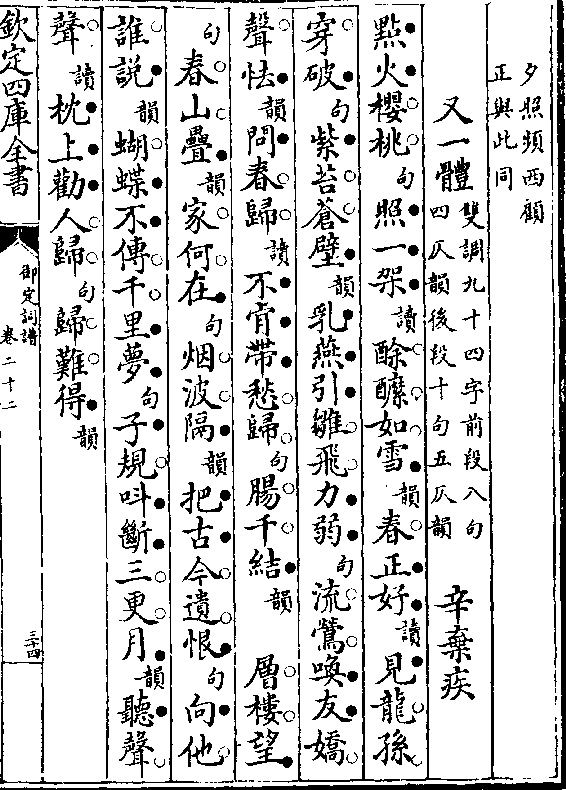 夕照頻西顧
正與此同
又一體 雙調九十四字前段八句
四仄韻後段十句五仄韻 辛棄疾
點火櫻桃句照一架讀酴醿如雪韻春正好讀見龍孫
穿破句紫苔蒼壁韻乳燕引雛飛力弱句流鶯喚友嬌
聲怯韻問春歸讀不肯帶愁歸句腸千結韻 層樓望
句春山疊韻家何在句烟波隔韻把古今遺恨句向他
誰說韻蝴蝶不傳千里夢句子規呌斷三更月韻聽聲
聲讀枕上勸人歸句歸難得韻
欽定四庫全書
御定詞譜
卷二十二
三十四